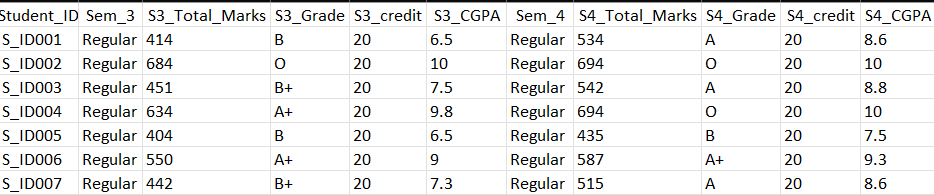 Student_ID Sem_3 S3_Total_Marks S3_Grade S3_credit S3_CGPA Sem_4 S4_Total_Marks S4_Grade S4_credit S4_CGPA
S_ID001 Regular 414 B 20 6.5 Regular 534 A 20 8.6
S_ID002 Regular 684 O 20 10 Regular 694 O 20 10
S_ID003 Regular 451 B+ 20 7.5 Regular 542 A 20 8.8
S_ID004 Regular 634 A+ 20 9.8 Regular 694 O 20 10
S_ID005 Regular 404 B 20 6.5 Regular 435 B 20 7.5
S_ID006 Regular 550 A+ 20 9 Regular 587 A+ 20 9.3
S_ID007 Regular 442 B+ 20 7.3 Regular 515 A 20 8.6